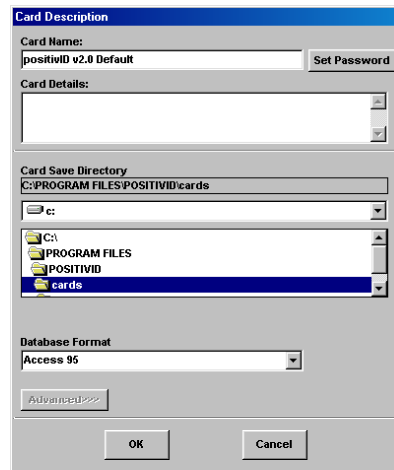 Card Description
Card Name:
positivID v2.0 Default
Set Password
Card Details:
Card Save Directory
C:\PROGRAM FILES\POSITIVID\cards
c:
C:\
PROGRAM FILES
POSITIVID
cards
Database Format
Access 95
Advanced>>>
OK
Cancel